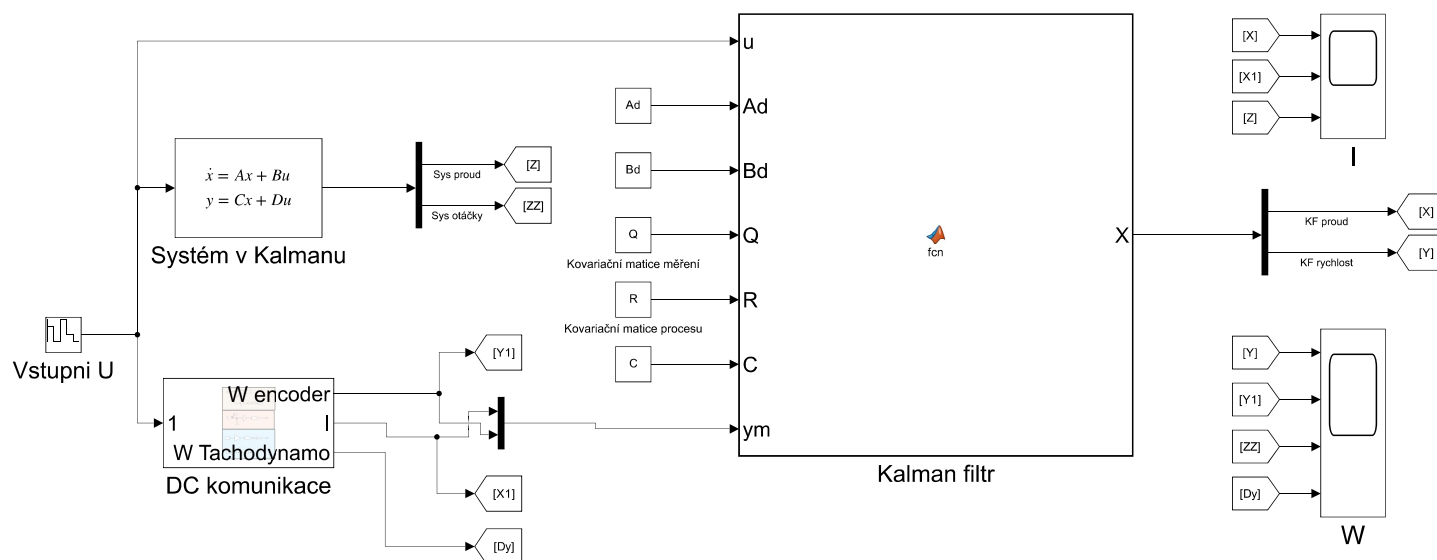 u
Ad
Ad
Bd
Bd
Q
Q
Kovariační matice měření
R
R
Kovariační matice procesu
C
C
ym
fcn
X
Kalman filtr
ẋ = Ax + Bu
y = Cx + Du
Systém v Kalmanu
Sys proud
[Z]
Sys otáčky
[ZZ]
Vstupni U
1
W encoder
I
W Tachodynamo
DC komunikace
[Y1]
[X1]
[Dy]
[X]
[X1]
[Z]
I
KF proud
[X]
KF rychlost
[Y]
[Y]
[Y1]
[ZZ]
[Dy]
W